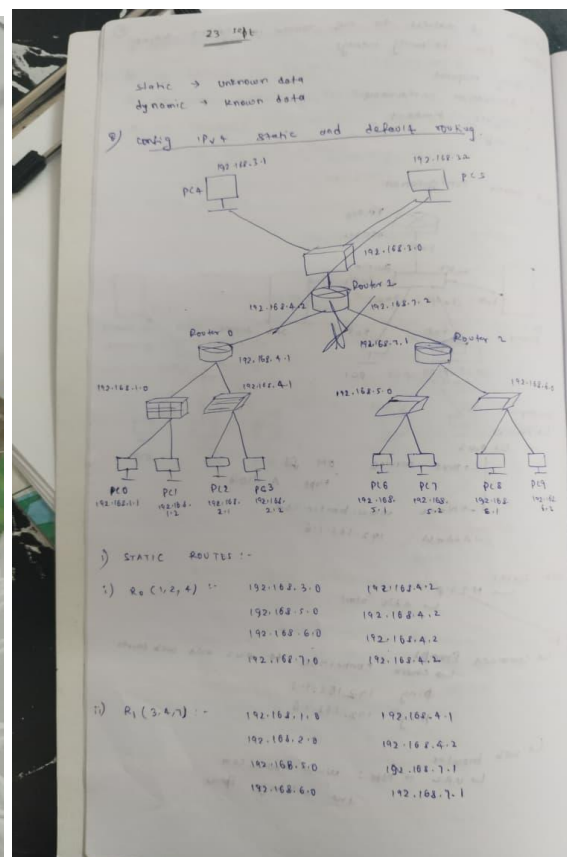 23 sept
static → unknown data
dynamic → known data
8) config IPv4 static and default routing.
192.168.3.1
192.168.3.2
PC4
PC5
192.168.3.0
Router 1
192.168.4.2
192.168.7.2
Router 0
192.168.7.1
Router 2
192.168.4.1
192.168.1.0
192.168.4.1
192.168.5.0
PC0
PC1
PC2
PC3
PC6
PC7
PC8
PC9
192.168.1.1
192.168.1.2
192.168.2.1
192.168.2.2
192.168.5.1
192.168.5.2
192.168.6.1
6.2
i) STATIC ROUTES :-
i) R0 (1,2,4) :- 192.168.3.0 192.168.4.2
192.168.5.0 192.168.4.2
192.168.6.0 192.168.4.2
192.168.7.0 192.168.4.2
ii) R1 (3,4,7) :- 192.168.1.0 192.168.4.1
192.168.2.0 192.168.4.2
192.168.5.0 192.168.7.1
192.168.6.0 192.168.7.1